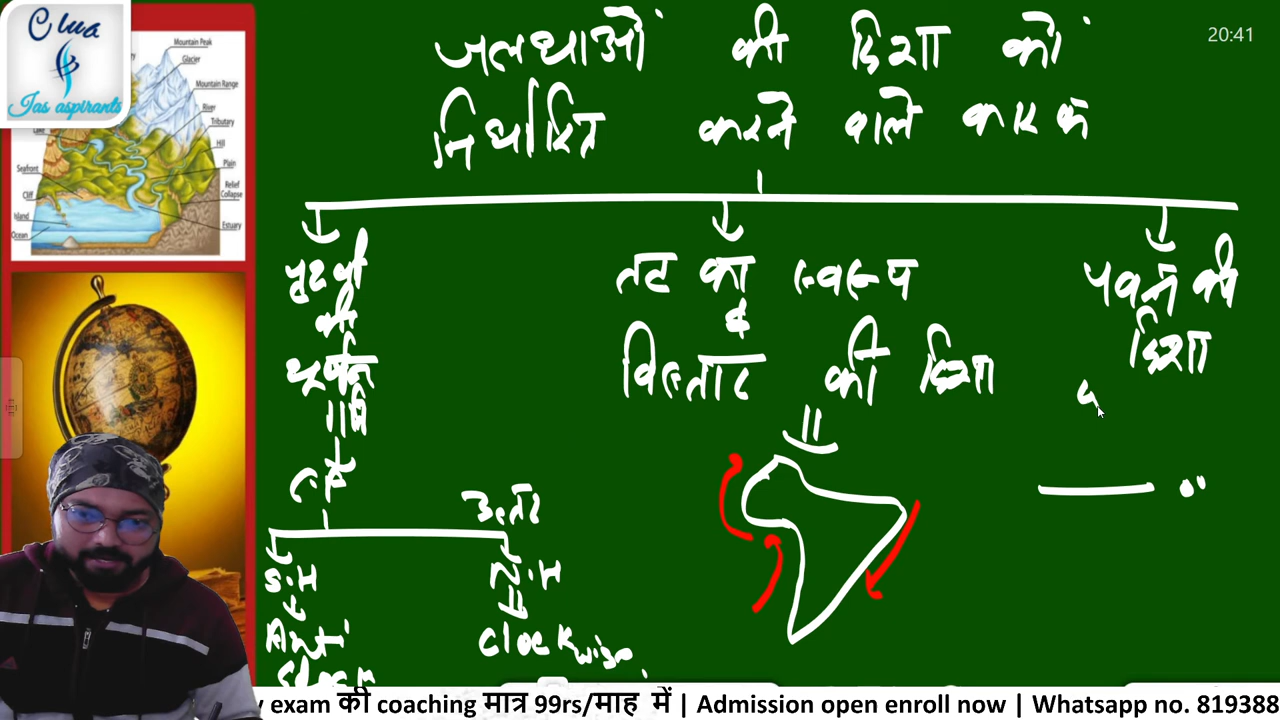 Clua
Ias aspirants
20:41
Mountain Peak
Glacier
Mountain Range
River
Tributary
Hill
Plain
Relief
Collapse
Estuary
Lake
Seafront
Cliff
Island
Ocean
जलधाओं की दिशा को
निर्धारित करने वाले कारक
पृथ्वी
की
घूर्णन
गति
तट का स्वरूप
व
विस्तार की दिशा
पवन की
दिशा
उत्तर
S.H
N.H
Anti
Clock
Clockwise
y exam की coaching मात्र 99rs/माह में | Admission open enroll now | Whatsapp no. 819388